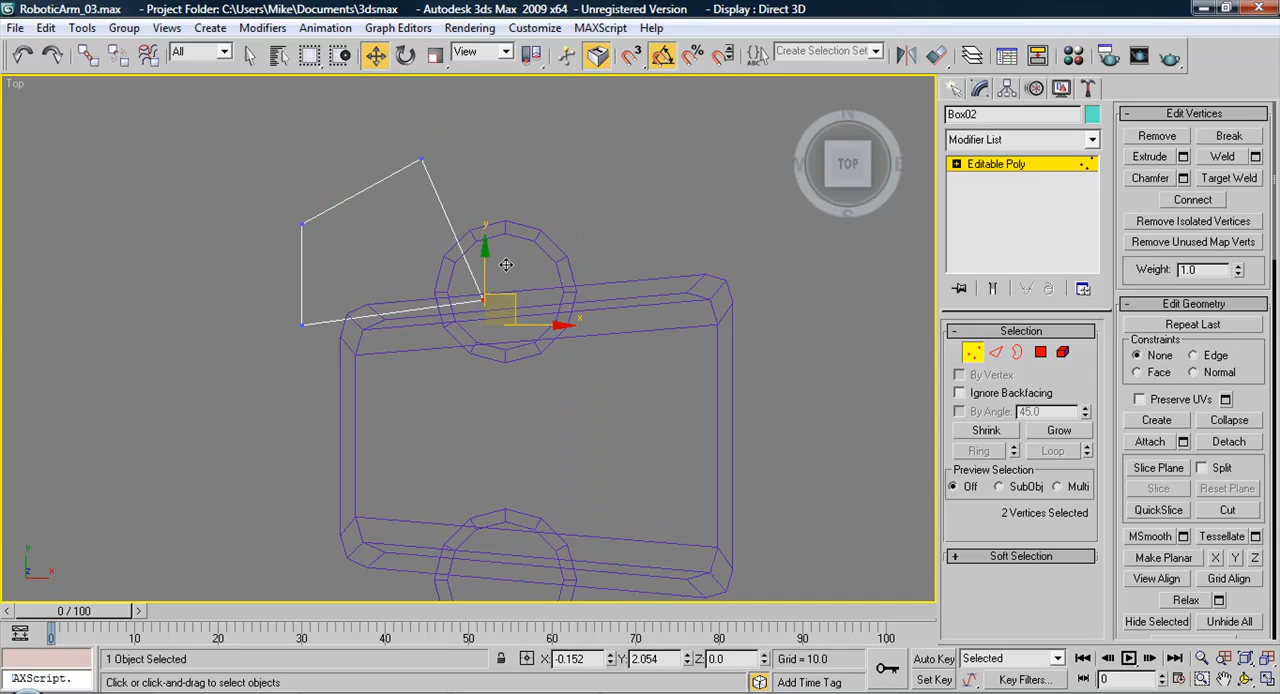 RoboticArm_03.max - Project Folder: C:\Users\Mike\Documents\3dsmax - Autodesk 3ds Max 2009 x64 - Unregistered Version - Display : Direct 3D
File Edit Tools Group Views Create Modifiers Animation Graph Editors Rendering Customize MAXScript Help
All View Create Selection Set
Top
N
TOP
S
y
x
y
z x
Box02
Modifier List
Editable Poly
Selection
By Vertex
Ignore Backfacing
By Angle: 45.0
Shrink Grow
Ring Loop
Preview Selection
Off SubObj Multi
2 Vertices Selected
Soft Selection
Edit Vertices
Remove Break
Extrude Weld
Chamfer Target Weld
Connect
Remove Isolated Vertices
Remove Unused Map Verts
Weight: 1.0
Edit Geometry
Repeat Last
Constraints
None Edge
Face Normal
Preserve UVs
Create Collapse
Attach Detach
Slice Plane Split
Slice Reset Plane
QuickSlice Cut
MSmooth Tessellate
Make Planar X Y Z
View Align Grid Align
Relax
Hide Selected Unhide All
0 / 100
0 10 20 30 40 50 60 70 80 90 100
1 Object Selected X: -0.152 Y: 2.054 Z: 0.0 Grid = 10.0 Auto Key Selected
AXScript. Click or click-and-drag to select objects Add Time Tag Set Key Key Filters... 0